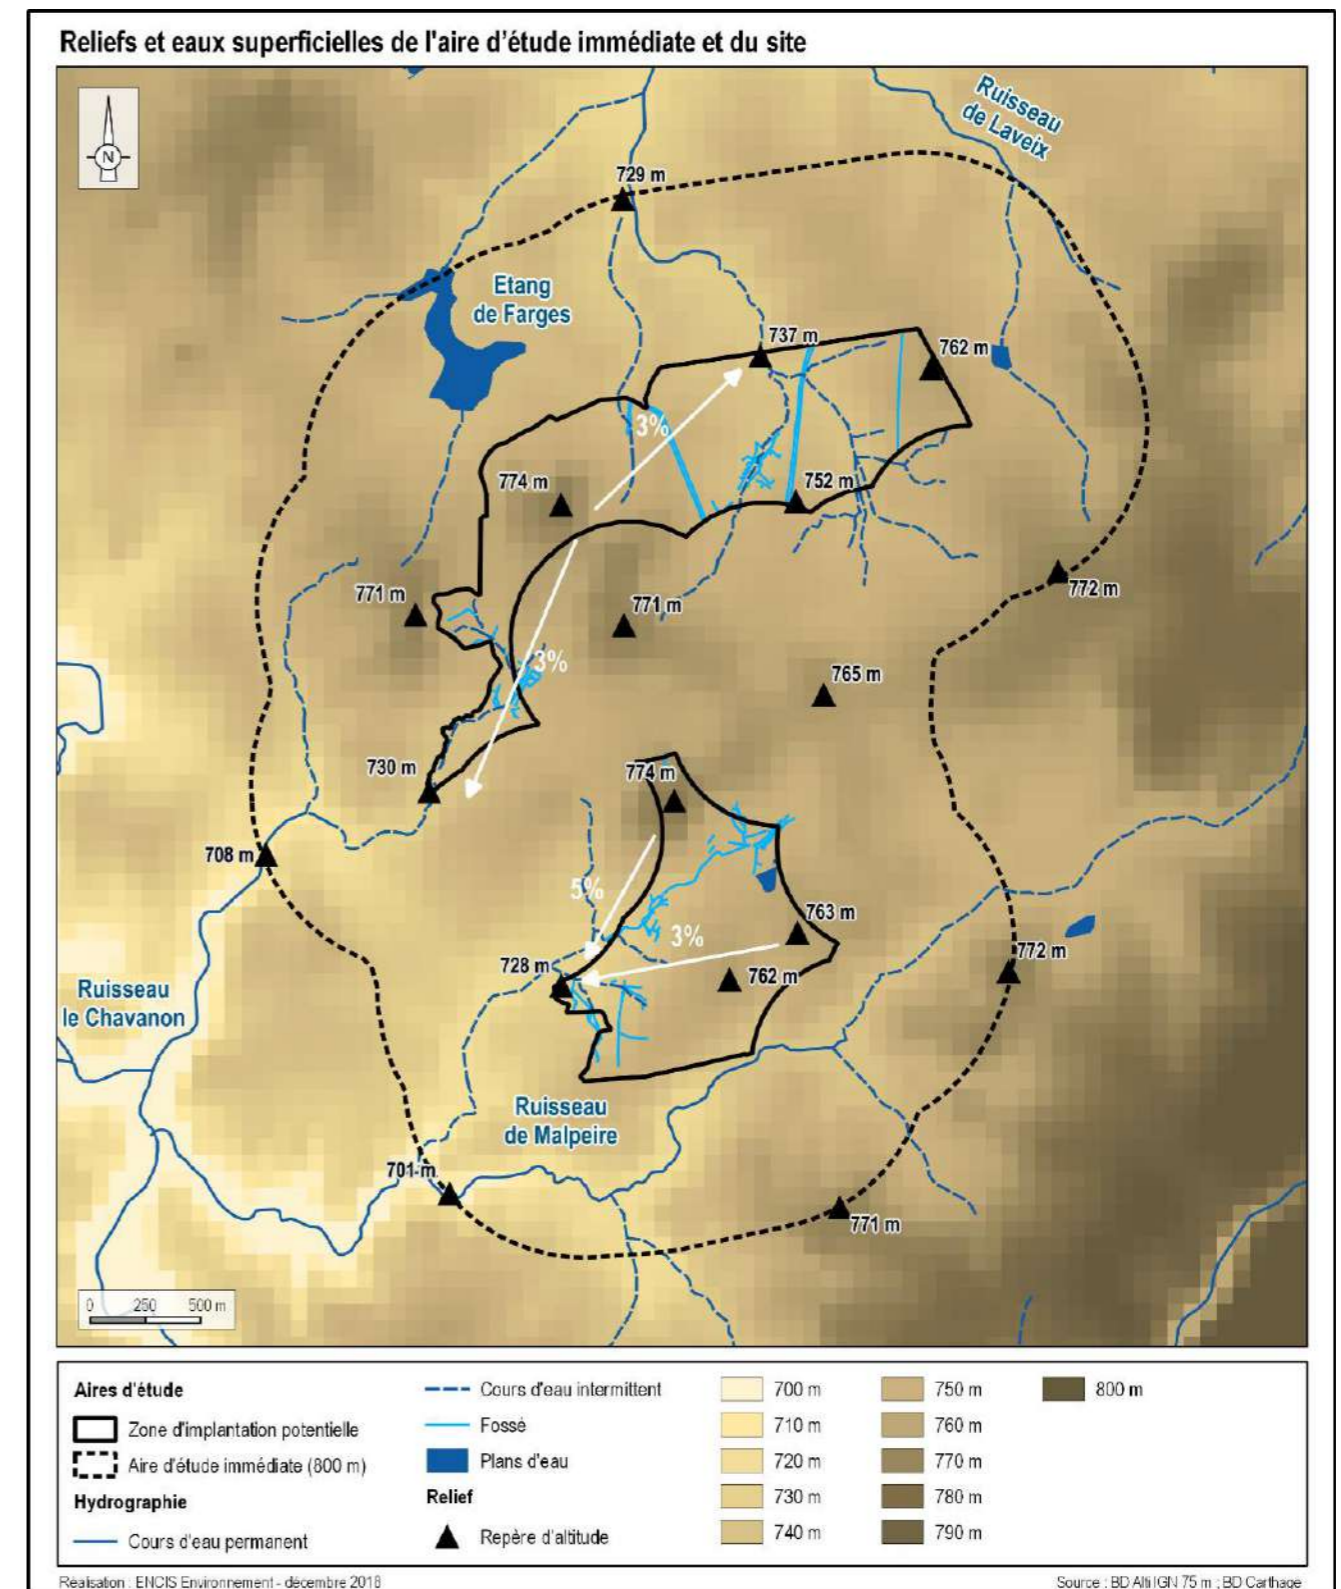 Reliefs et eaux superficielles de l'aire d'étude immédiate et du site
N
Ruisseau
de Laveix
729 m
Etang
de Farges
737 m
762 m
3%
774 m
752 m
771 m
771 m
772 m
3%
765 m
730 m
774 m
708 m
5%
763 m
3%
728 m
762 m
772 m
Ruisseau
le Chavanon
Ruisseau
de Malpeire
701 m
771 m
0 250 500 m
Aires d'étude
Zone d'implantation potentielle
Aire d'étude immédiate (800 m)
Hydrographie
Cours d'eau permanent
Cours d'eau intermittent
Fossé
Plans d'eau
Relief
Repère d'altitude
700 m
710 m
720 m
730 m
740 m
750 m
760 m
770 m
780 m
790 m
800 m
Réalisation : ENCIS Environnement - décembre 2018
Source : BD Alti IGN 75 m ; BD Carthage